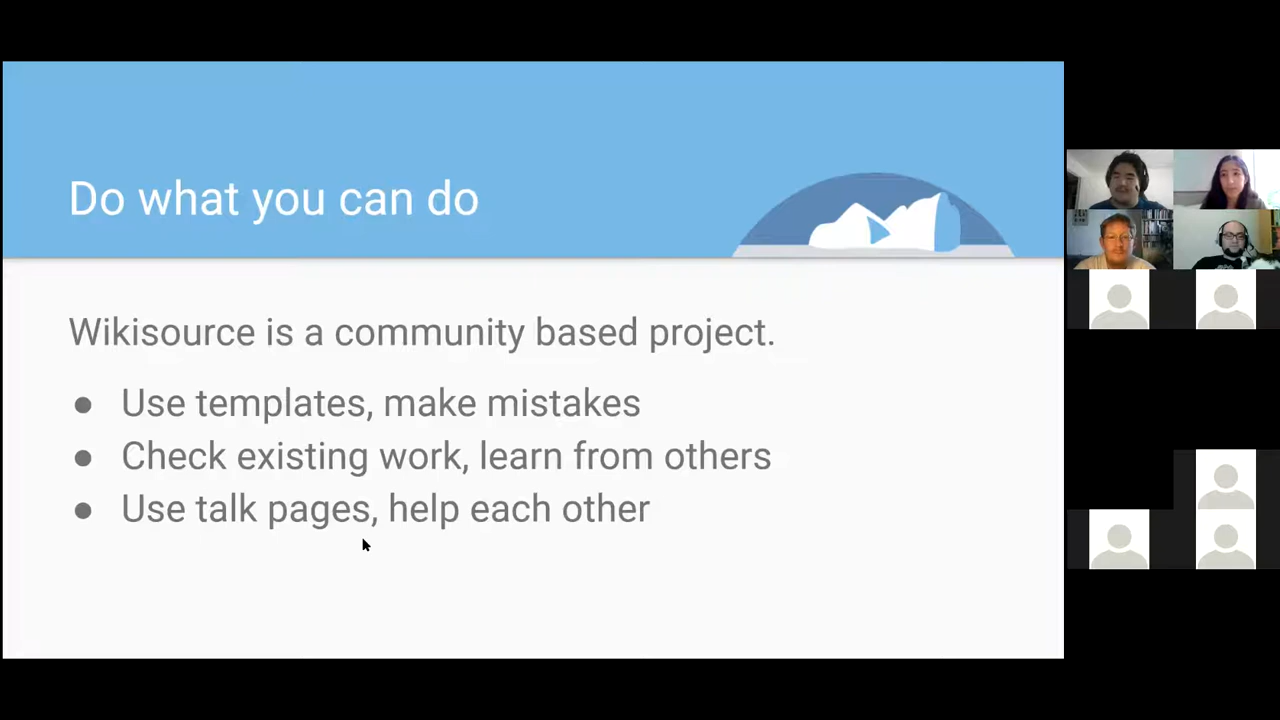 Do what you can do
Wikisource is a community based project.
● Use templates, make mistakes
● Check existing work, learn from others
● Use talk pages, help each other